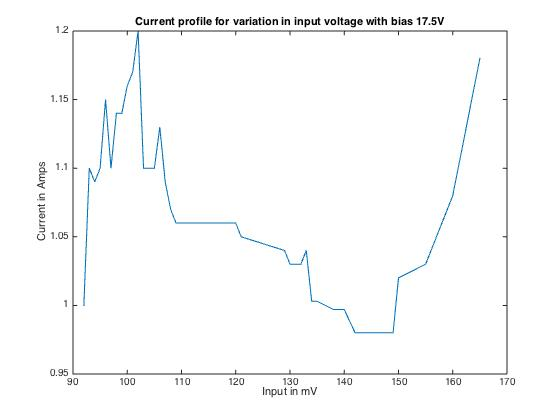 Current profile for variation in input voltage with bias 17.5V
1.2
1.15
1.1
1.05
1
0.95
Current in Amps
90 100 110 120 130 140 150 160 170
Input in mV